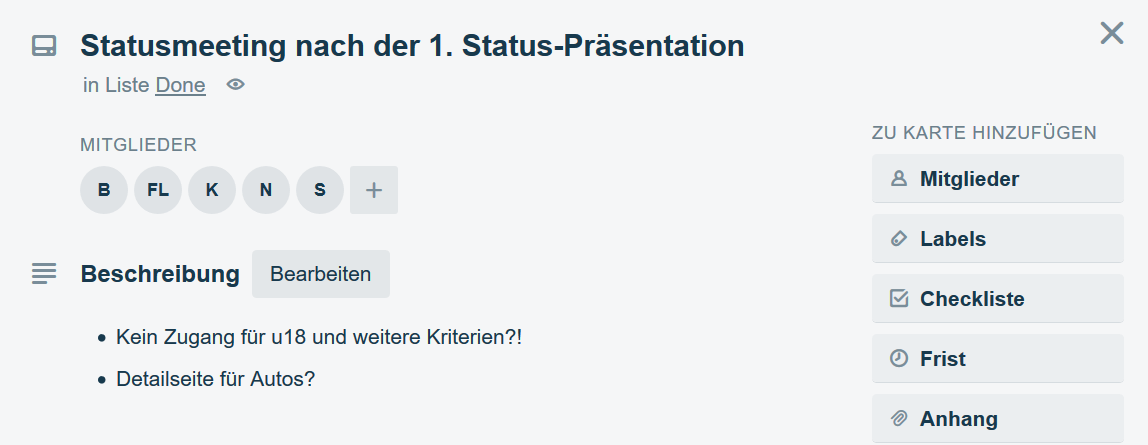 Statusmeeting nach der 1. Status-Präsentation
in Liste Done
MITGLIEDER
B FL K N S +
Beschreibung Bearbeiten
• Kein Zugang für u18 und weitere Kriterien?!
• Detailseite für Autos?
ZU KARTE HINZUFÜGEN
Mitglieder
Labels
Checkliste
Frist
Anhang